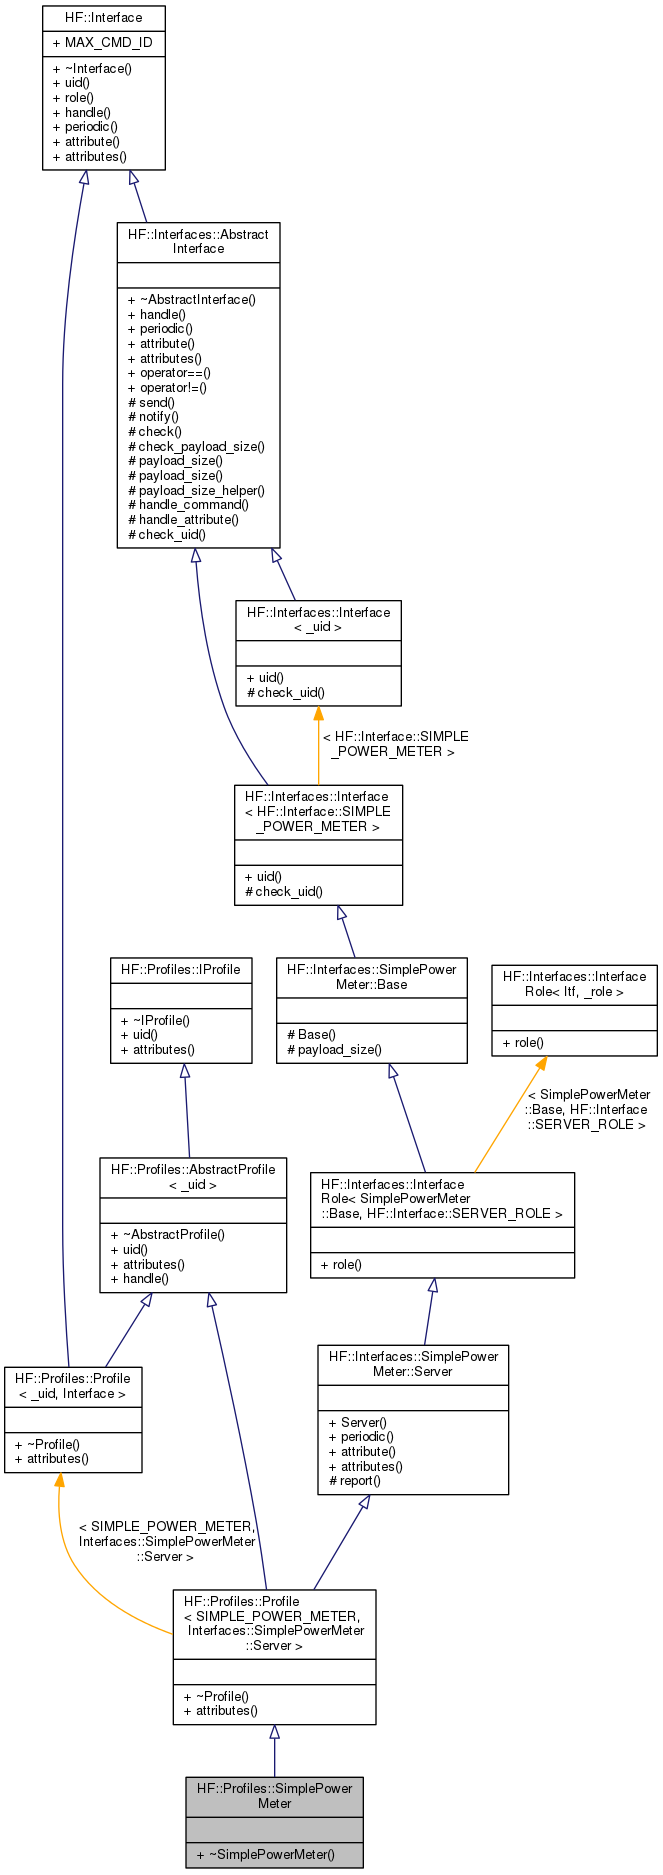 HF::Interface
+ MAX_CMD_ID
+ ~Interface()
+ uid()
+ role()
+ handle()
+ periodic()
+ attribute()
+ attributes()
HF::Interfaces::Abstract
Interface
+ ~AbstractInterface()
+ handle()
+ periodic()
+ attribute()
+ attributes()
+ operator==()
+ operator!=()
# send()
# notify()
# check()
# check_payload_size()
# payload_size()
# payload_size()
# payload_size_helper()
# handle_command()
# handle_attribute()
# check_uid()
HF::Interfaces::Interface
< _uid >
+ uid()
# check_uid()
< HF::Interface::SIMPLE
_POWER_METER >
HF::Interfaces::Interface
< HF::Interface::SIMPLE
_POWER_METER >
+ uid()
# check_uid()
HF::Profiles::IProfile
+ ~IProfile()
+ uid()
+ attributes()
HF::Interfaces::SimplePower
Meter::Base
# Base()
# payload_size()
HF::Interfaces::Interface
Role< Itf, _role >
+ role()
< SimplePowerMeter
::Base, HF::Interface
::SERVER_ROLE >
HF::Profiles::AbstractProfile
< _uid >
+ ~AbstractProfile()
+ uid()
+ attributes()
+ handle()
HF::Interfaces::Interface
Role< SimplePowerMeter
::Base, HF::Interface::SERVER_ROLE >
+ role()
HF::Profiles::Profile
< _uid, Interface >
+ ~Profile()
+ attributes()
HF::Interfaces::SimplePower
Meter::Server
+ Server()
+ periodic()
+ attribute()
+ attributes()
# report()
< SIMPLE_POWER_METER,
Interfaces::SimplePowerMeter
::Server >
HF::Profiles::Profile
< SIMPLE_POWER_METER,
Interfaces::SimplePowerMeter
::Server >
+ ~Profile()
+ attributes()
HF::Profiles::SimplePower
Meter
+ ~SimplePowerMeter()